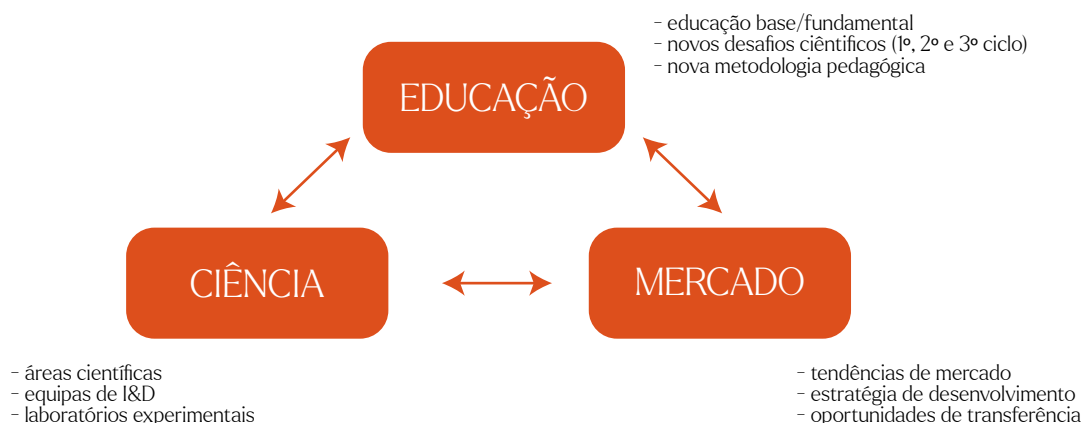 - educação base/fundamental
- novos desafios ciêntificos (1º, 2º e 3º ciclo)
- nova metodologia pedagógica
EDUCAÇÃO
CIÊNCIA
MERCADO
- áreas científicas
- equipas de I&D
- laboratórios experimentais
- tendências de mercado
- estratégia de desenvolvimento
- oportunidades de transferência